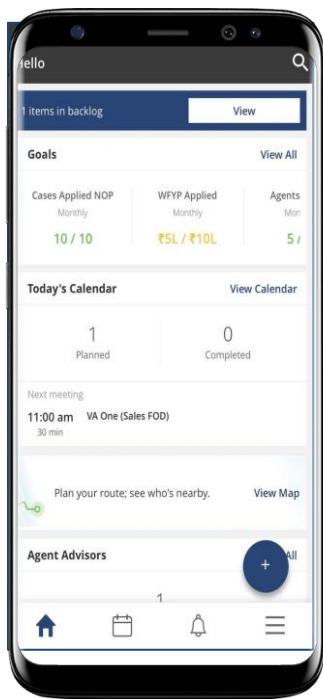 Hello
1 items in backlog
View
Goals
View All
Cases Applied NOP
WFYP Applied
Agents
Monthly
Monthly
Mon
10 / 10
₹5L / ₹10L
5 /
Today's Calendar
View Calendar
1
0
Planned
Completed
Next meeting
11:00 am
VA One (Sales FOD)
30 min
Plan your route; see who's nearby.
View Map
Agent Advisors
All
+
1